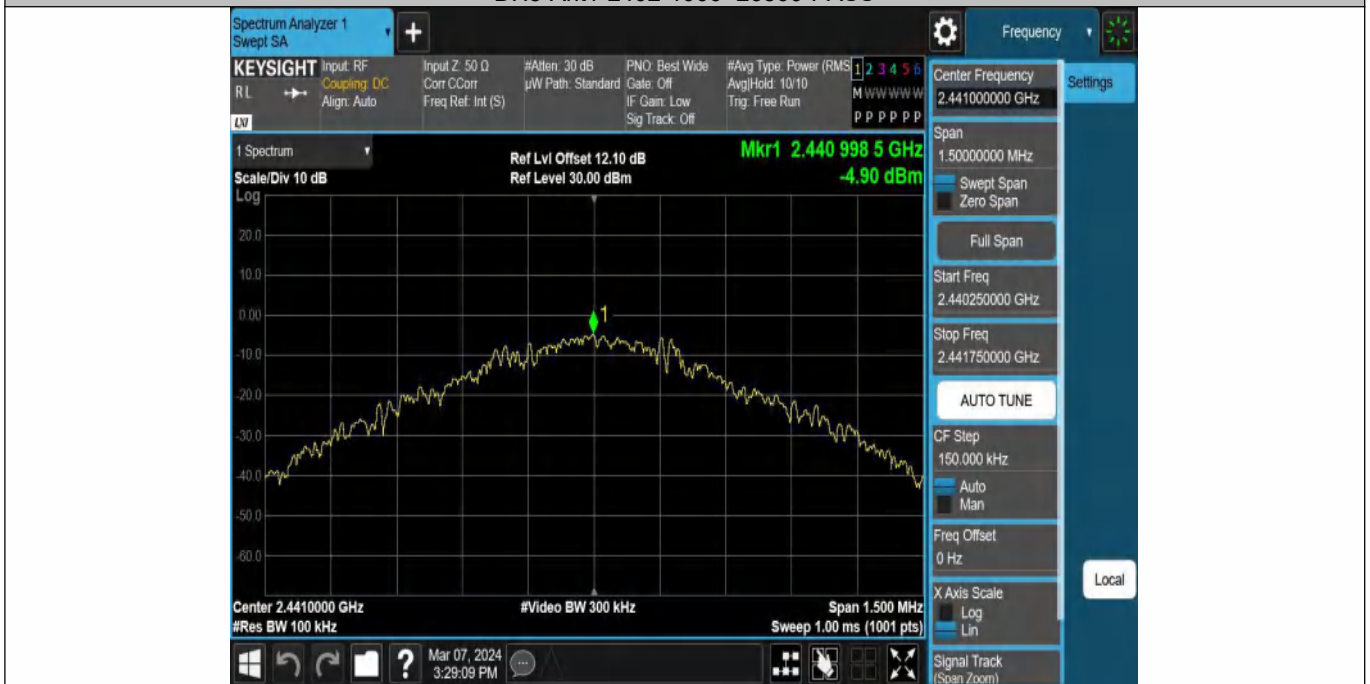 Spectrum Analyzer 1
Swept SA
+
Frequency
KEYSIGHT
RL
LXI
Input: RF
Coupling: DC
Align: Auto
Input Z: 50 Ω
Corr CCorr
Freq Ref: Int (S)
#Atten: 30 dB
µW Path: Standard
PNO: Best Wide
Gate: Off
IF Gain: Low
Sig Track: Off
#Avg Type: Power (RMS
Avg|Hold: 10/10
Trig: Free Run
1 2 3 4 5 6
M W W W W W
P P P P P P
1 Spectrum
Scale/Div 10 dB
Log
Ref Lvl Offset 12.10 dB
Ref Level 30.00 dBm
Mkr1 2.440 998 5 GHz
-4.90 dBm
20.0
10.0
0.00
-10.0
-20.0
-30.0
-40.0
-50.0
-60.0
1
Center 2.4410000 GHz
#Res BW 100 kHz
#Video BW 300 kHz
Span 1.500 MHz
Sweep 1.00 ms (1001 pts)
?
Mar 07, 2024
3:29:09 PM
Center Frequency
2.441000000 GHz
Settings
Span
1.50000000 MHz
Swept Span
Zero Span
Full Span
Start Freq
2.440250000 GHz
Stop Freq
2.441750000 GHz
AUTO TUNE
CF Step
150.000 kHz
Auto
Man
Freq Offset
0 Hz
Local
X Axis Scale
Log
Lin
Signal Track
(Span Zoom)